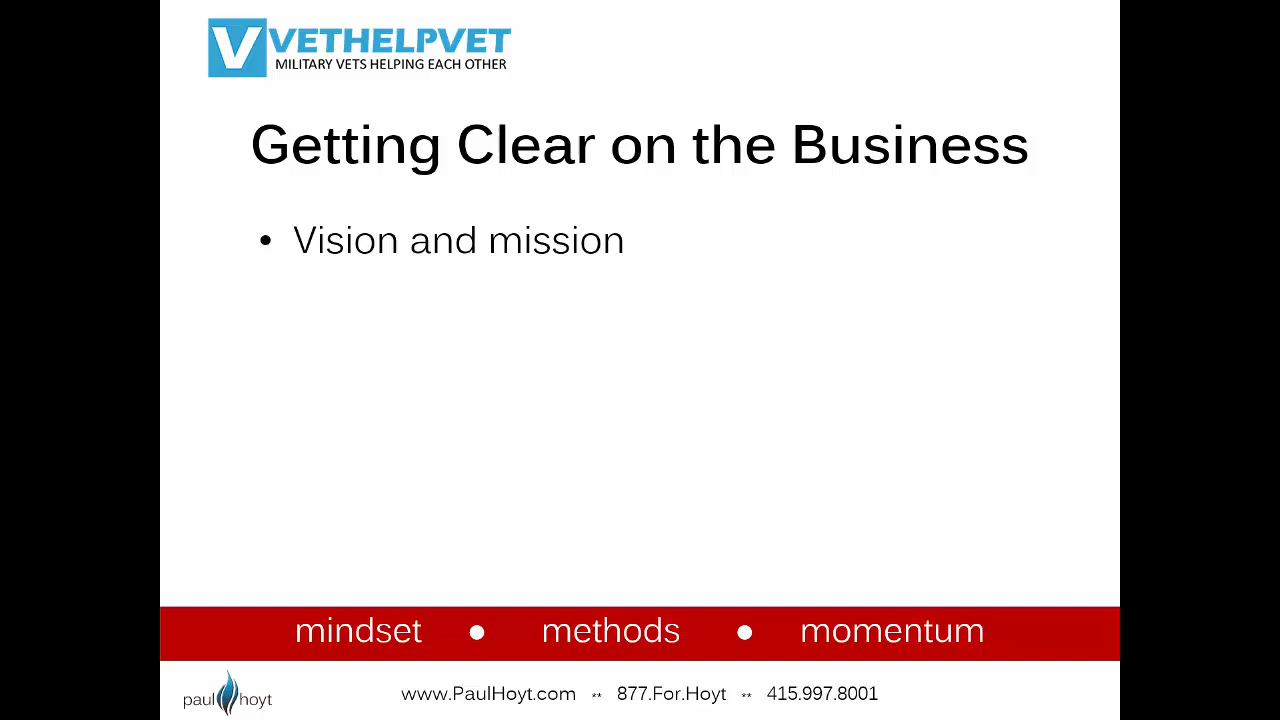 V VETHELPVET
MILITARY VETS HELPING EACH OTHER
Getting Clear on the Business
• Vision and mission
mindset ● methods ● momentum
paul hoyt
www.PaulHoyt.com ** 877.For.Hoyt ** 415.997.8001